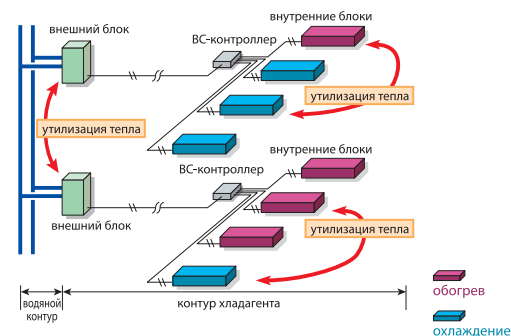 внешний блок
внутренние блоки
BC-контроллер
утилизация тепла
утилизация тепла
внутренние блоки
BC-контроллер
внешний блок
утилизация тепла
водяной
контур
контур хладагента
обогрев
охлаждение